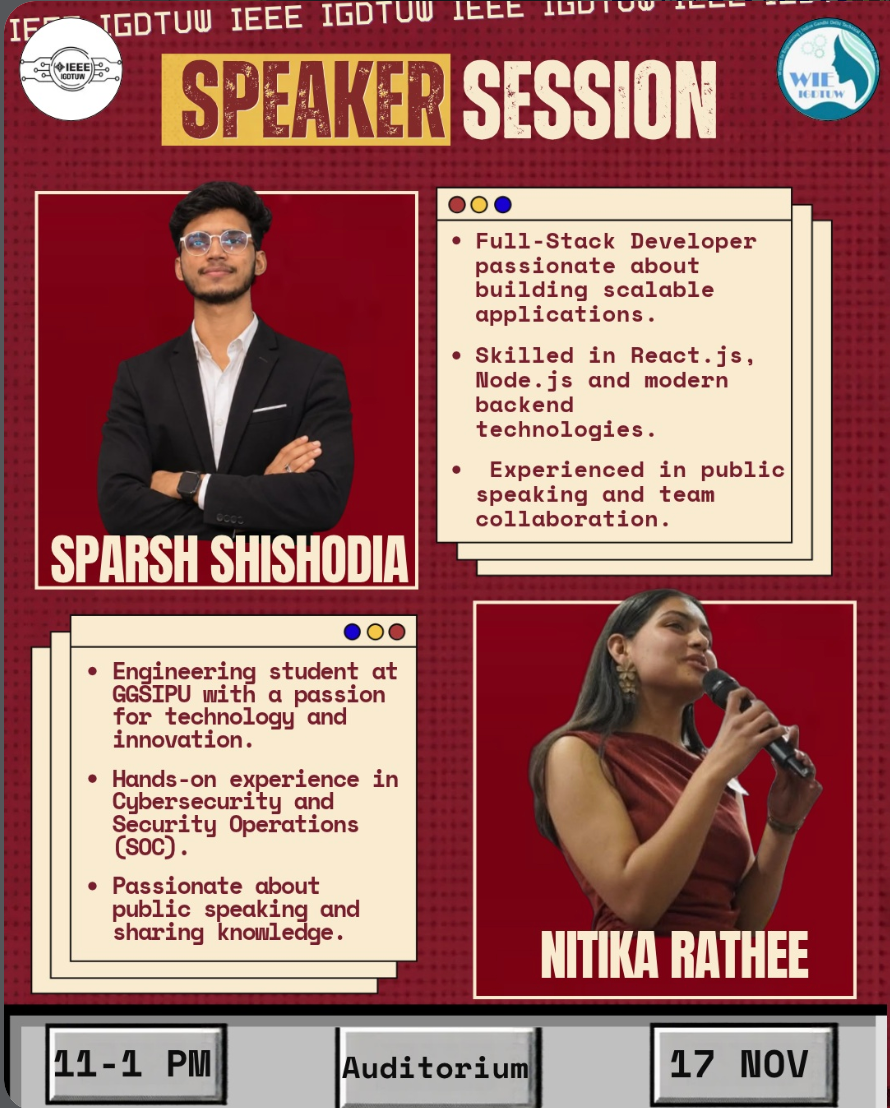 IEEE IGDTUW IEEE IGDTUW IEEE IGDTUW IEEE
IEEE
IGDTUW
WIE
IGDTUW
SPEAKER SESSION
SPARSH SHISHODIA
• Full-Stack Developer
passionate about
building scalable
applications.
• Skilled in React.js,
Node.js and modern
backend
technologies.
• Experienced in public
speaking and team
collaboration.
• Engineering student at
GGSIPU with a passion
for technology and
innovation.
• Hands-on experience in
Cybersecurity and
Security Operations
(SOC).
• Passionate about
public speaking and
sharing knowledge.
NITIKA RATHEE
11-1 PM
Auditorium
17 NOV